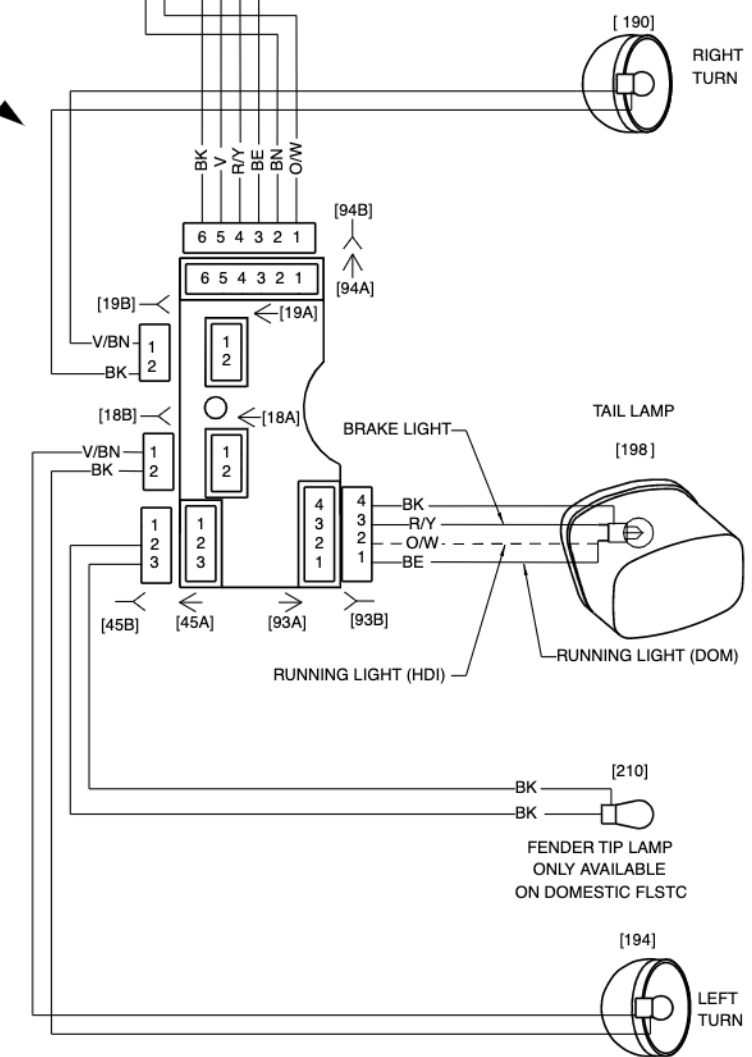 [ 190]
RIGHT
TURN
BK
V
R/Y
BE
BN
O/W
[94B]
6 5 4 3 2 1
6 5 4 3 2 1
[94A]
[19B]
[19A]
V/BN
1
1
BK
2
2
[18B]
[18A]
V/BN
1
1
BK
2
2
BRAKE LIGHT
TAIL LAMP
[198]
1
2
3
1
2
3
4
3
2
1
4
3
2
1
BK
R/Y
O/W
BE
[45B]
[45A]
[93A]
[93B]
RUNNING LIGHT (DOM)
RUNNING LIGHT (HDI)
[210]
BK
BK
FENDER TIP LAMP
ONLY AVAILABLE
ON DOMESTIC FLSTC
[194]
LEFT
TURN